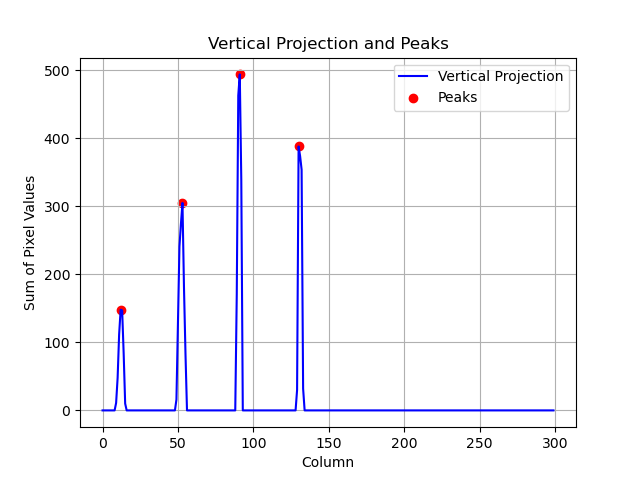 Vertical Projection and Peaks
500
400
300
200
100
0
Sum of Pixel Values
Vertical Projection
Peaks
0 50 100 150 200 250 300
Column